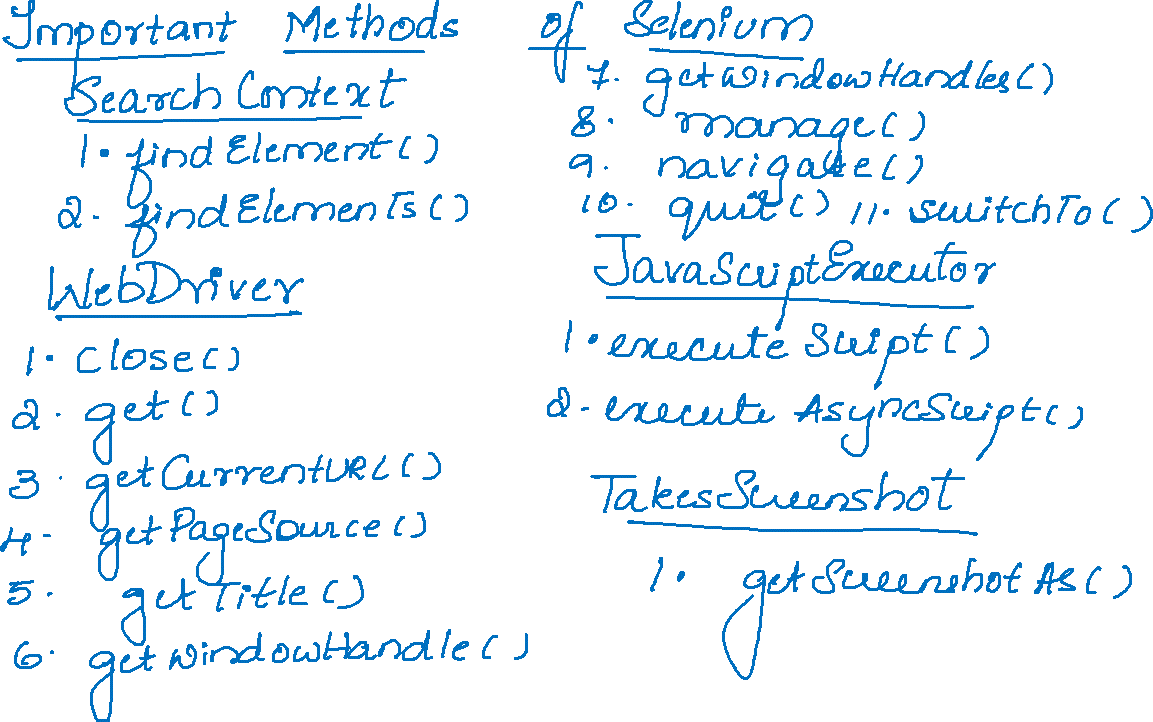 Important Methods of Selenium
SearchContext
1. findElement()
2. findElements()
WebDriver
1. Close()
2. get()
3. getCurrentURL()
4. getPageSource()
5. getTitle()
6. getWindowHandle()
7. getWindowHandles()
8. manage()
9. navigate()
10. quit() 11. switchTo()
JavaScriptExecutor
1. executeScript()
2. executeAsyncScript()
TakesScreenshot
1. getScreenshotAs()